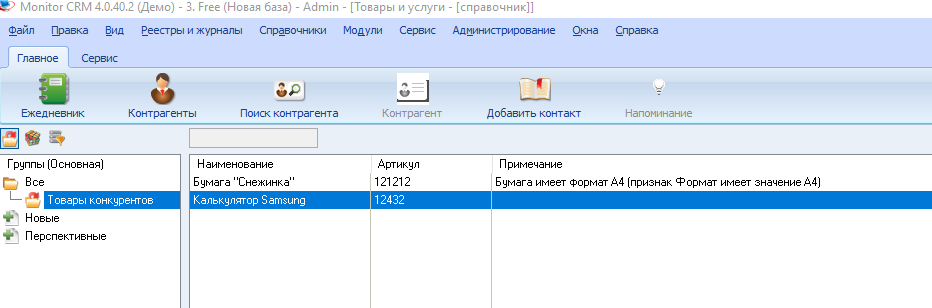 Monitor CRM 4.0.40.2 (Демо) - 3. Free (Новая база) - Admin - [Товары и услуги - [справочник]]
Файл Правка Вид Реестры и журналы Справочники Модули Сервис Администрирование Окна Справка
Главное Сервис
Ежедневник Контрагенты Поиск контрагента Контрагент Добавить контакт Напоминание
Группы (Основная) Наименование Артикул Примечание
Все Бумага "Снежинка" 121212 Бумага имеет формат А4 (признак Формат имеет значение А4)
Товары конкурентов Калькулятор Samsung 12432
Новые
Перспективные